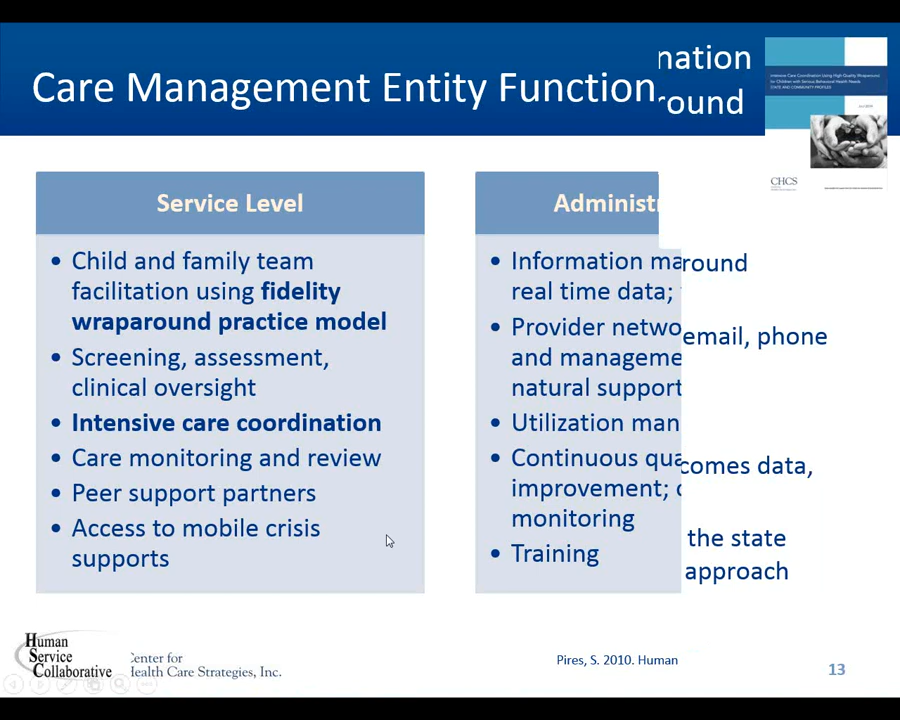 Care Management Entity Function
nation
round
CHCS
Service Level
• Child and family team
facilitation using fidelity
wraparound practice model
• Screening, assessment,
clinical oversight
• Intensive care coordination
• Care monitoring and review
• Peer support partners
• Access to mobile crisis
supports
Administr
• Information ma
real time data;
• Provider netwo
and manageme
natural support
• Utilization man
• Continuous qua
improvement;
monitoring
• Training
round
email, phone
comes data,
the state
approach
Human
Service
Collaborative
Center for
Health Care Strategies, Inc.
Pires, S. 2010. Human
13